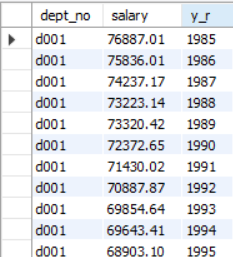 dept_no salary y_r
d001 76887.01 1985
d001 75836.01 1986
d001 74237.17 1987
d001 73223.14 1988
d001 73320.42 1989
d001 72372.65 1990
d001 71430.02 1991
d001 70887.87 1992
d001 69854.64 1993
d001 69643.41 1994
d001 68903.10 1995